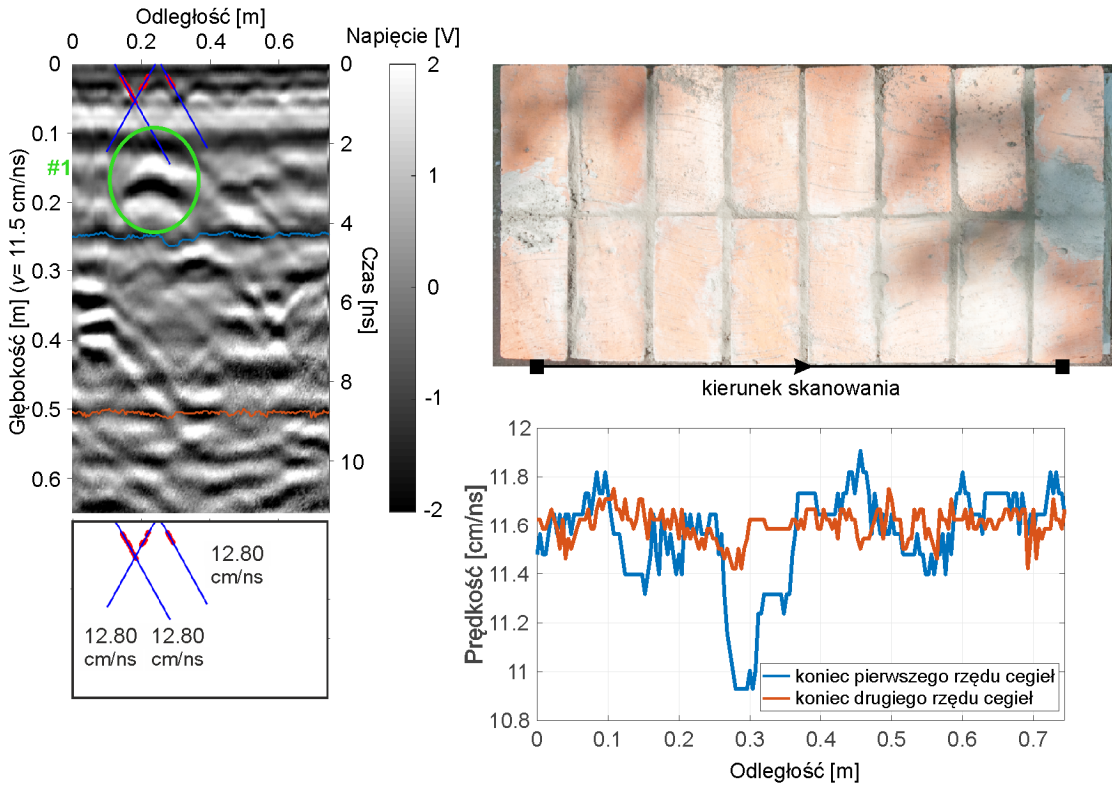 Odległość [m]
0 0.2 0.4 0.6
Napięcie [V]
0
0.1
0.2
0.3
0.4
0.5
0.6
Głębokość [m] (v= 11.5 cm/ns)
#1
0
2
4
6
8
10
Czas [ns]
2
1
0
-1
-2
12.80
cm/ns
12.80 12.80
cm/ns cm/ns
kierunek skanowania
12
11.8
11.6
11.4
11.2
11
10.8
Prędkość [cm/ns]
koniec pierwszego rzędu cegieł
koniec drugiego rzędu cegieł
0 0.1 0.2 0.3 0.4 0.5 0.6 0.7
Odległość [m]